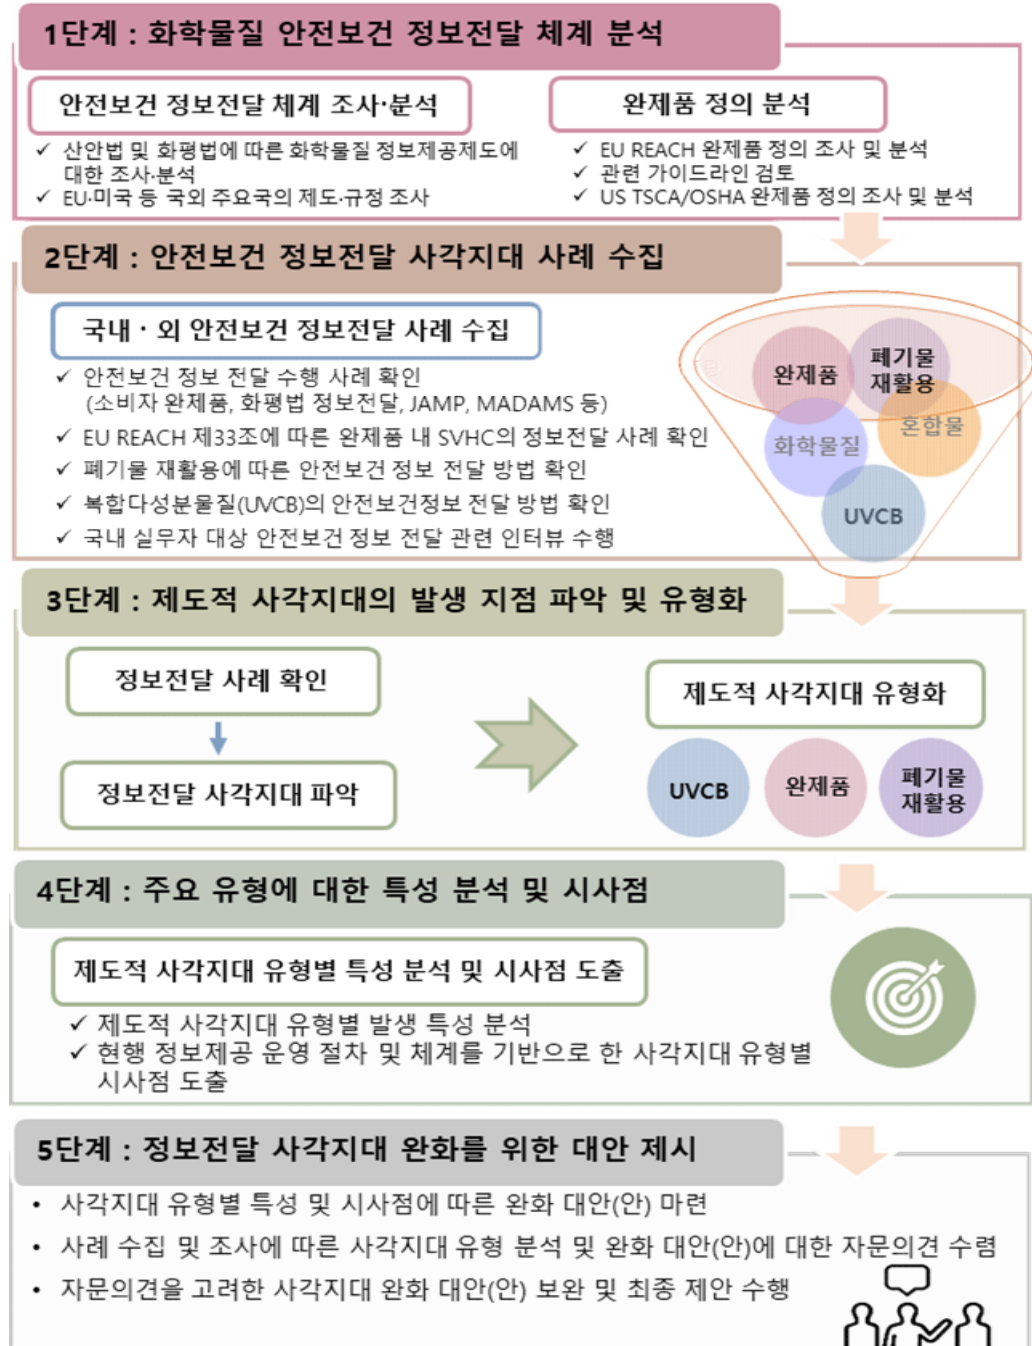 1단계 : 화학물질 안전보건 정보전달 체계 분석
안전보건 정보전달 체계 조사·분석
✓ 산안법 및 화평법에 따른 화학물질 정보제공제도에
대한 조사·분석
✓ EU·미국 등 국외 주요국의 제도·규정 조사
완제품 정의 분석
✓ EU REACH 완제품 정의 조사 및 분석
✓ 관련 가이드라인 검토
✓ US TSCA/OSHA 완제품 정의 조사 및 분석
2단계 : 안전보건 정보전달 사각지대 사례 수집
국내 · 외 안전보건 정보전달 사례 수집
✓ 안전보건 정보 전달 수행 사례 확인
(소비자 완제품, 화평법 정보전달, JAMP, MADAMS 등)
✓ EU REACH 제33조에 따른 완제품 내 SVHC의 정보전달 사례 확인
✓ 폐기물 재활용에 따른 안전보건 정보 전달 방법 확인
✓ 복합다성분물질(UVCB)의 안전보건정보 전달 방법 확인
✓ 국내 실무자 대상 안전보건 정보 전달 관련 인터뷰 수행
완제품
폐기물
재활용
화학물질
혼합물
UVCB
3단계 : 제도적 사각지대의 발생 지점 파악 및 유형화
정보전달 사례 확인
정보전달 사각지대 파악
제도적 사각지대 유형화
UVCB
완제품
폐기물
재활용
4단계 : 주요 유형에 대한 특성 분석 및 시사점
제도적 사각지대 유형별 특성 분석 및 시사점 도출
✓ 제도적 사각지대 유형별 발생 특성 분석
✓ 현행 정보제공 운영 절차 및 체계를 기반으로 한 사각지대 유형별
시사점 도출
5단계 : 정보전달 사각지대 완화를 위한 대안 제시
• 사각지대 유형별 특성 및 시사점에 따른 완화 대안(안) 마련
• 사례 수집 및 조사에 따른 사각지대 유형 분석 및 완화 대안(안)에 대한 자문의견 수렴
• 자문의견을 고려한 사각지대 완화 대안(안) 보완 및 최종 제안 수행